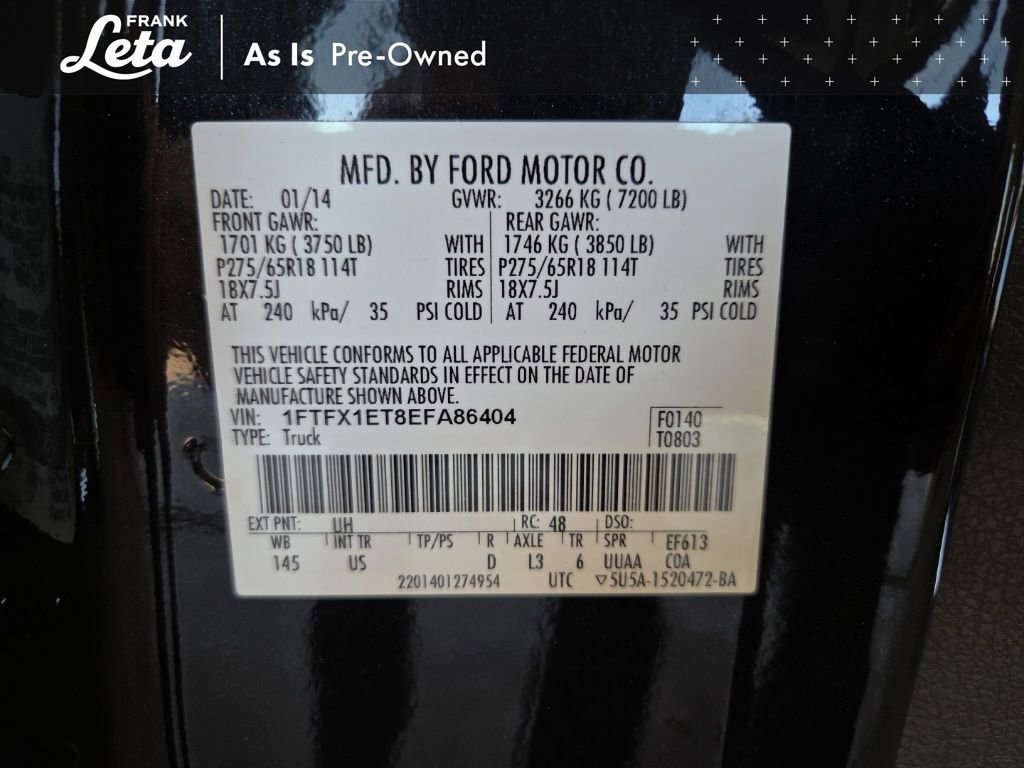 FRANK
Leta
As Is Pre-Owned
MFD. BY FORD MOTOR CO.
DATE: 01/14 GVWR: 3266 KG ( 7200 LB)
FRONT GAWR: REAR GAWR:
1701 KG ( 3750 LB) WITH 1746 KG ( 3850 LB) WITH
P275/65R18 114T TIRES P275/65R18 114T TIRES
18X7.5J RIMS 18X7.5J RIMS
AT 240 kPa/ 35 PSI COLD AT 240 kPa/ 35 PSI COLD
THIS VEHICLE CONFORMS TO ALL APPLICABLE FEDERAL MOTOR
VEHICLE SAFETY STANDARDS IN EFFECT ON THE DATE OF
MANUFACTURE SHOWN ABOVE.
VIN: 1FTFX1ET8EFA86404 F0140
TYPE: Truck T0803
EXT PNT: UH RC: 48 DSO:
WB INT TR TP/PS R AXLE TR SPR EF613
145 US D L3 6 UUAA COA
2201401274954 UTC ▽5U5A-1520472-BA